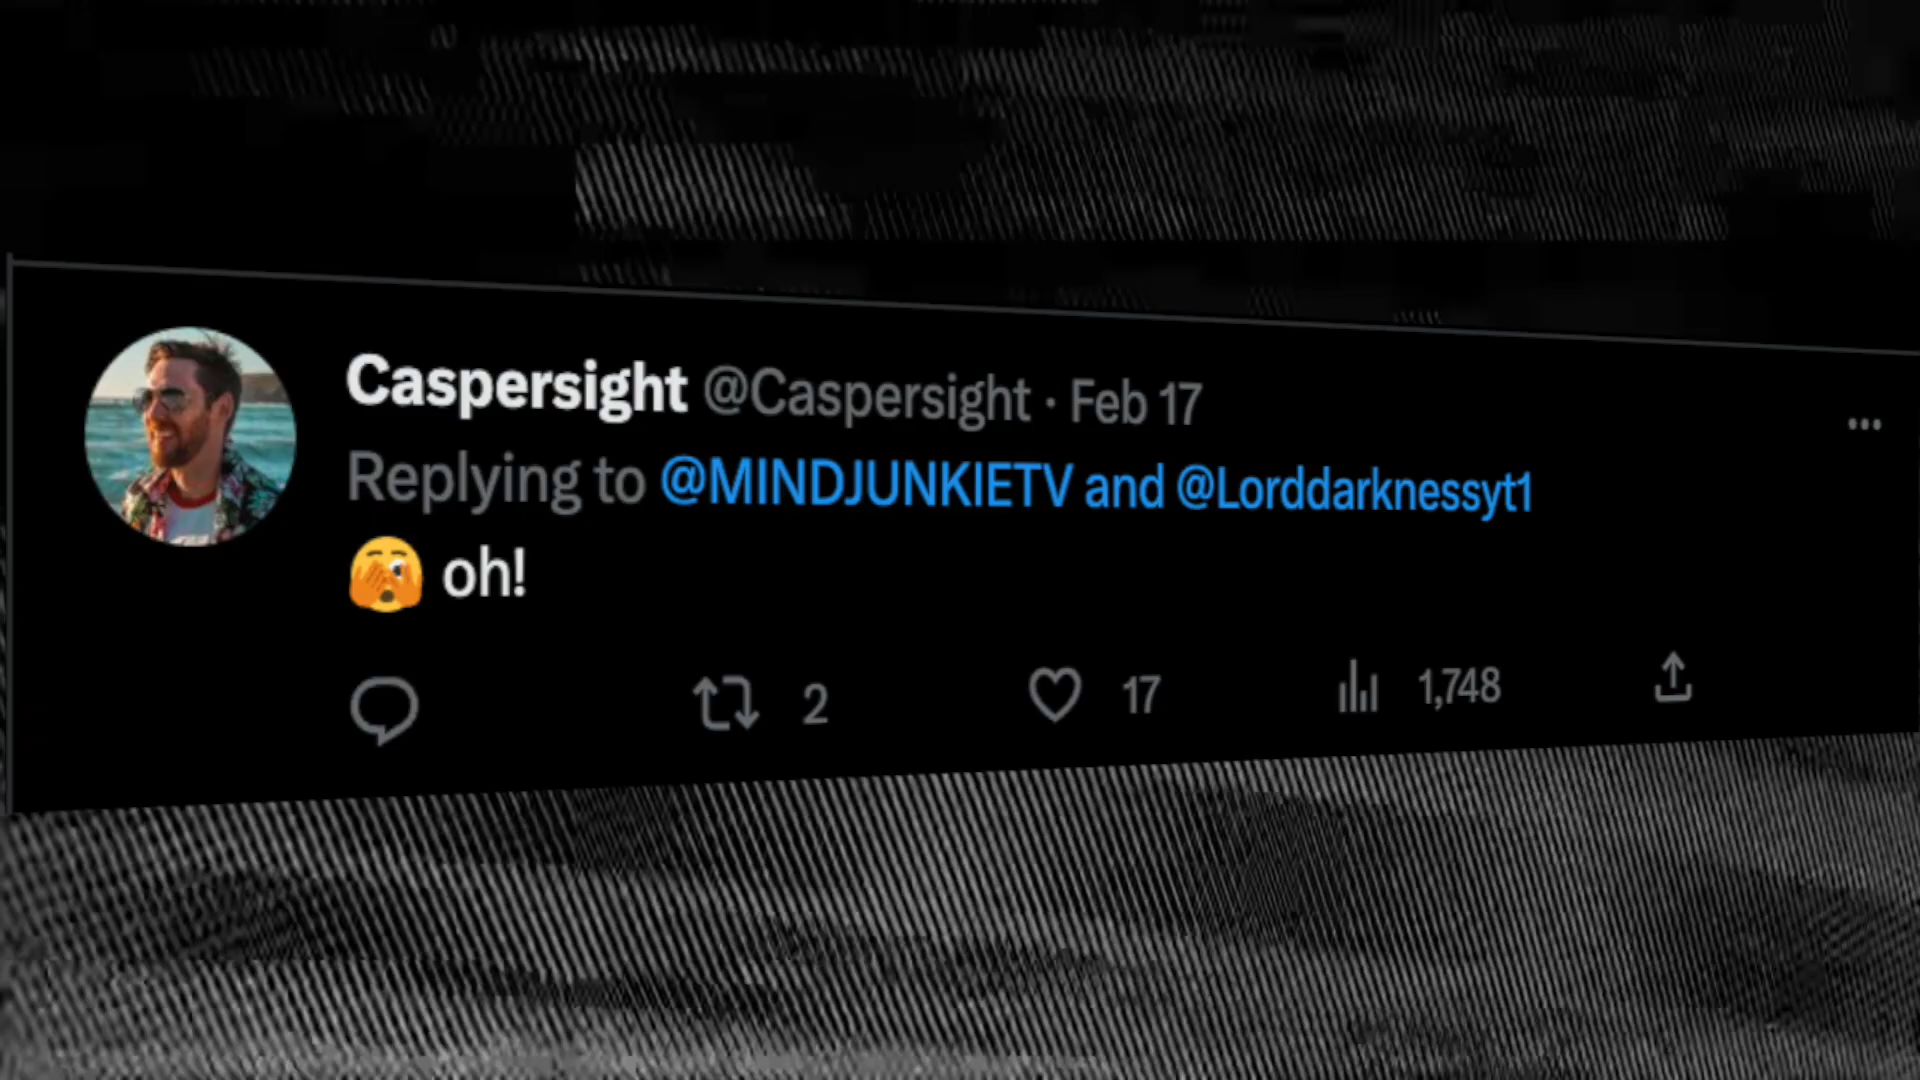 Caspersight @Caspersight · Feb 17
Replying to @MINDJUNKIETV and @Lorddarknessyt1
🫣 oh!
2 17 1,748